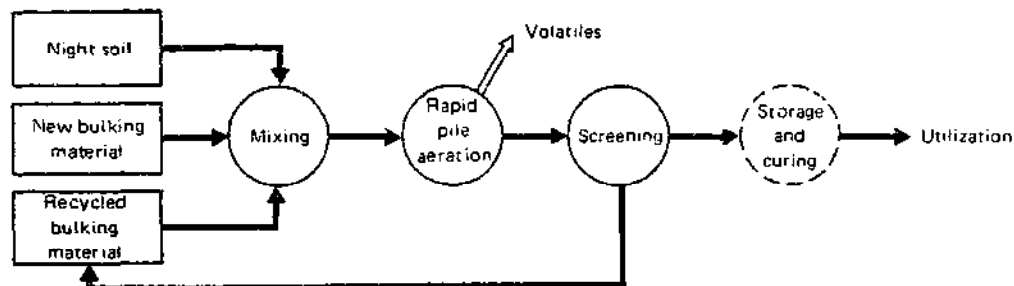 Night soil
New bulking
material
Recycled
bulking
material
Mixing
Rapid
pile
aeration
Volatiles
Screening
Storage
and
curing
Utilization